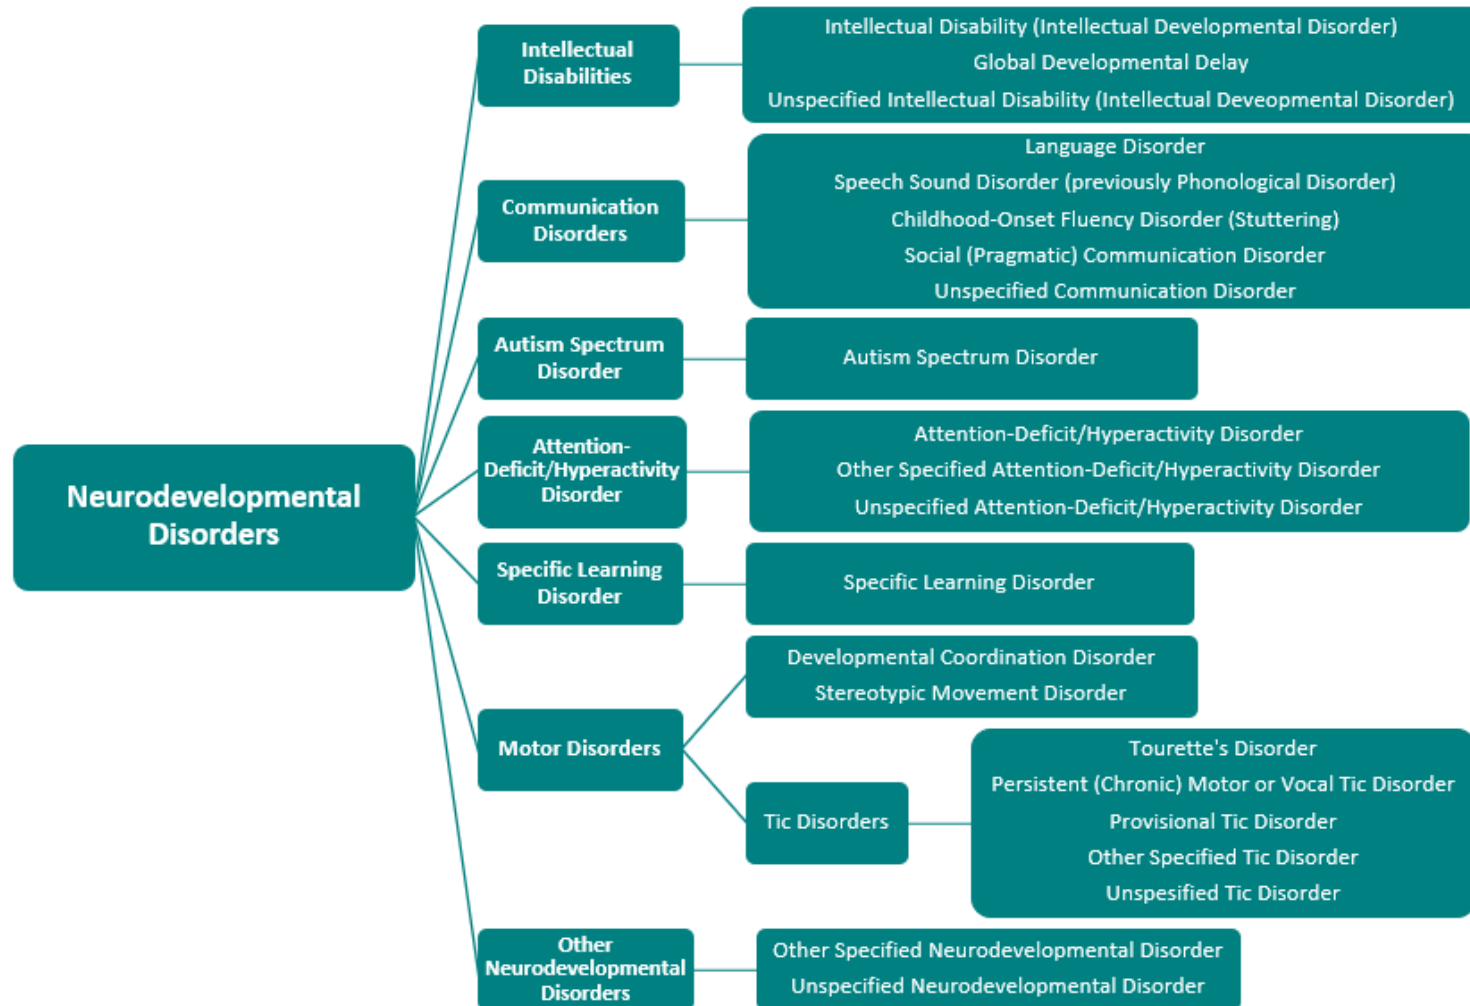 Neurodevelopmental
Disorders
Intellectual
Disabilities
Intellectual Disability (Intellectual Developmental Disorder)
Global Developmental Delay
Unspecified Intellectual Disability (Intellectual Deveopmental Disorder)
Communication
Disorders
Language Disorder
Speech Sound Disorder (previously Phonological Disorder)
Childhood-Onset Fluency Disorder (Stuttering)
Social (Pragmatic) Communication Disorder
Unspecified Communication Disorder
Autism Spectrum
Disorder
Autism Spectrum Disorder
Attention-
Deficit/Hyperactivity
Disorder
Attention-Deficit/Hyperactivity Disorder
Other Specified Attention-Deficit/Hyperactivity Disorder
Unspecified Attention-Deficit/Hyperactivity Disorder
Specific Learning
Disorder
Specific Learning Disorder
Motor Disorders
Developmental Coordination Disorder
Stereotypic Movement Disorder
Tic Disorders
Tourette's Disorder
Persistent (Chronic) Motor or Vocal Tic Disorder
Provisional Tic Disorder
Other Specified Tic Disorder
Unspesified Tic Disorder
Other
Neurodevelopmental
Disorders
Other Specified Neurodevelopmental Disorder
Unspecified Neurodevelopmental Disorder